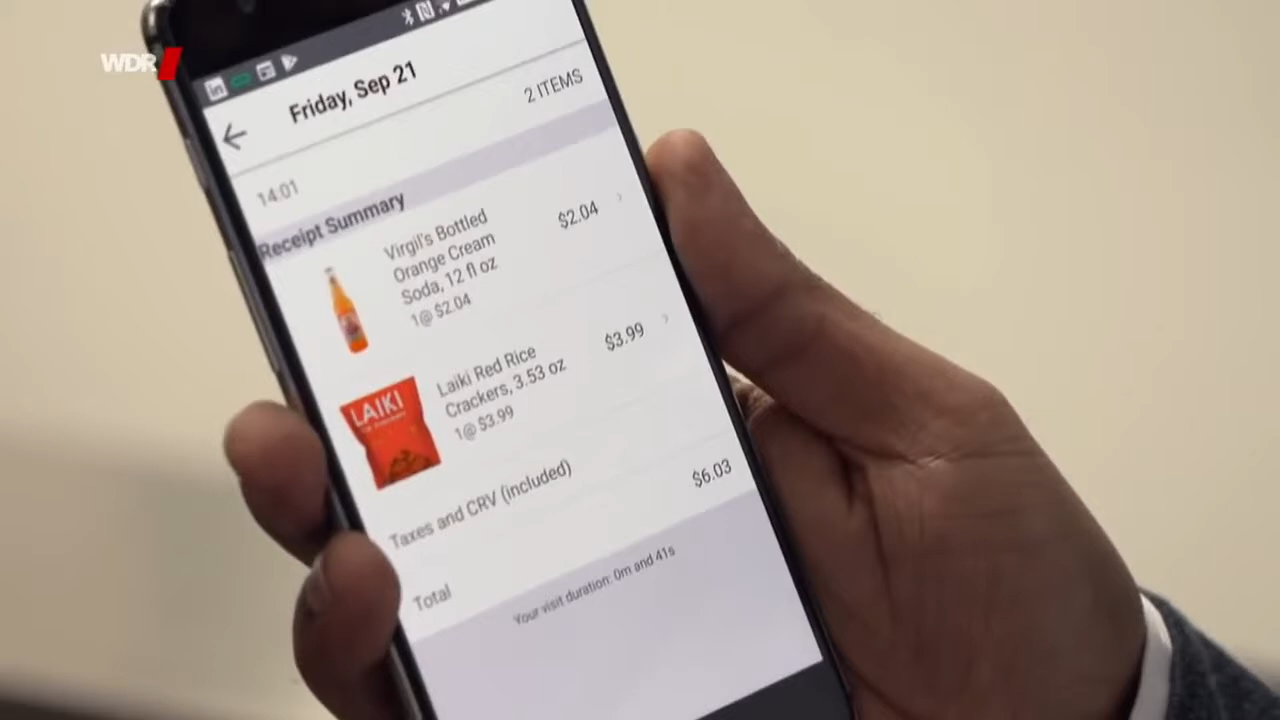 WDR
in
Friday, Sep 21
2 ITEMS
14:01
Receipt Summary
Virgil's Bottled
Orange Cream
Soda, 12 fl oz
1@ $2.04
$2.04
Laiki Red Rice
Crackers, 3.53 oz
1@ $3.99
$3.99
LAIKI
Taxes and CRV (included)
Total
$6.03
Your visit duration: 0m and 41s